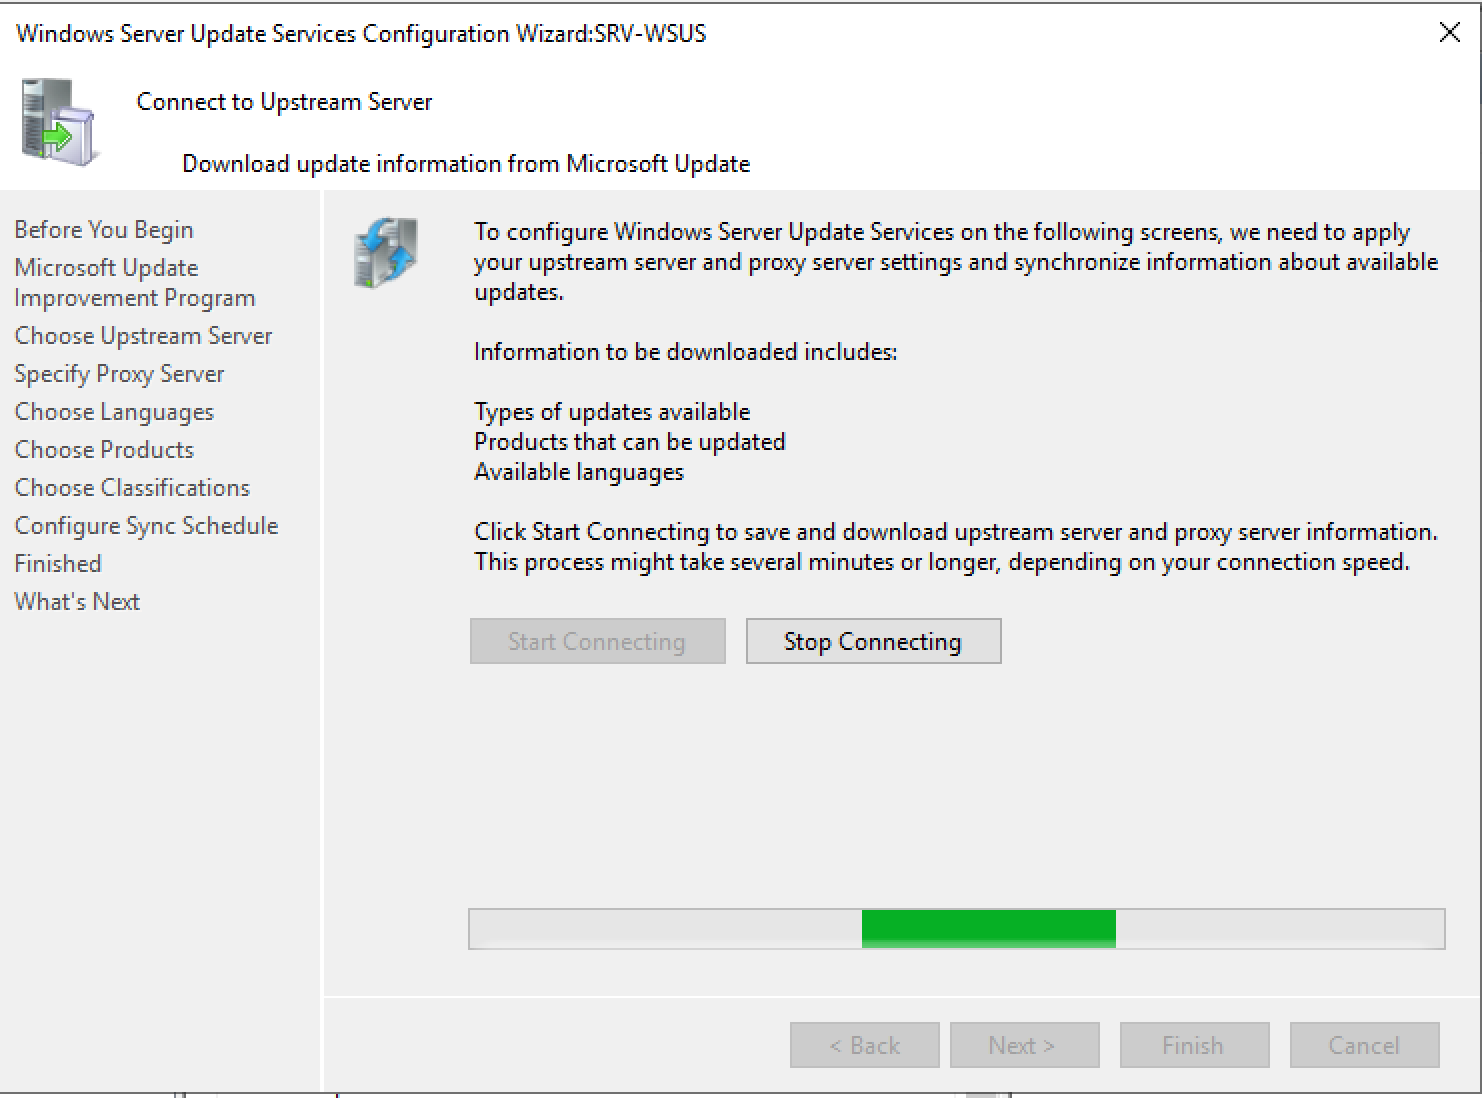 Windows Server Update Services Configuration Wizard:SRV-WSUS
Connect to Upstream Server
Download update information from Microsoft Update
Before You Begin
Microsoft Update
Improvement Program
Choose Upstream Server
Specify Proxy Server
Choose Languages
Choose Products
Choose Classifications
Configure Sync Schedule
Finished
What's Next
To configure Windows Server Update Services on the following screens, we need to apply
your upstream server and proxy server settings and synchronize information about available
updates.
Information to be downloaded includes:
Types of updates available
Products that can be updated
Available languages
Click Start Connecting to save and download upstream server and proxy server information.
This process might take several minutes or longer, depending on your connection speed.
Start Connecting
Stop Connecting
< Back
Next >
Finish
Cancel